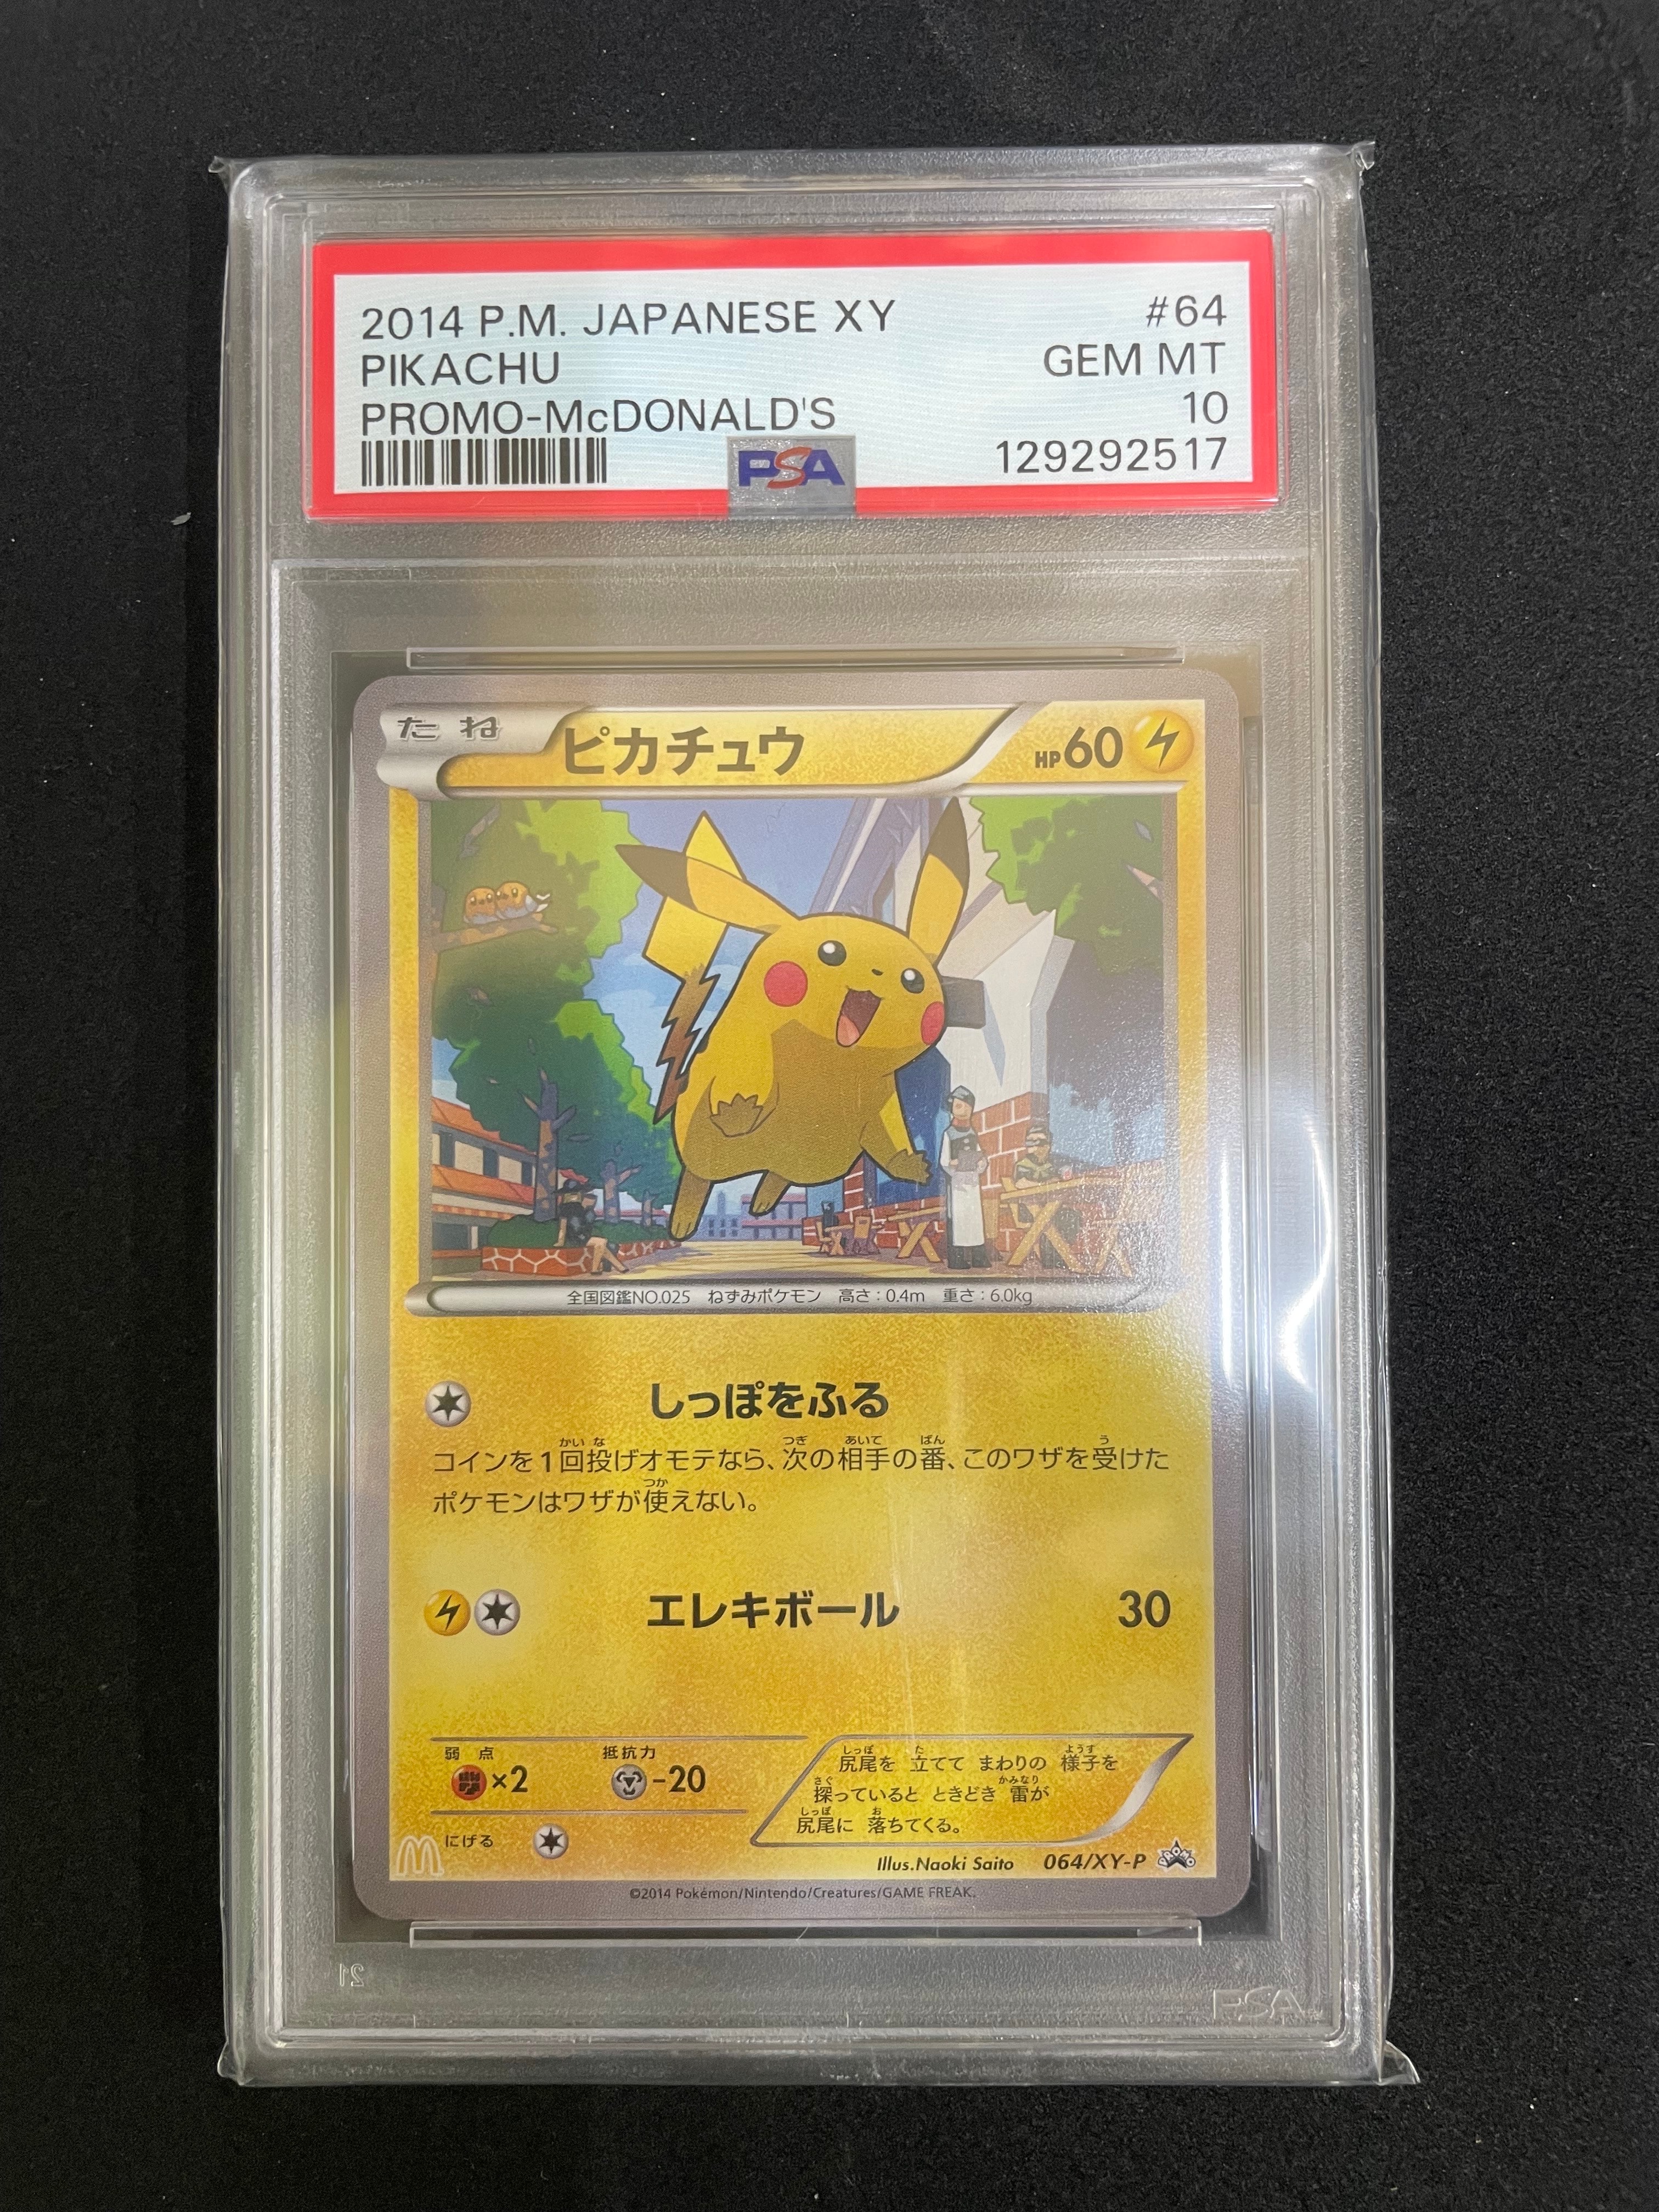 2014 P.M. JAPANESE XY #64
PIKACHU GEM MT
PROMO-McDONALD'S 10
PSA 129292517
たね ピカチュウ HP60
全国図鑑NO.025 ねずみポケモン 高さ:0.4m 重さ:6.0kg
しっぽをふる
コインを1回投げオモテなら、次の相手の番、このワザを受けた
ポケモンはワザが使えない。
エレキボール 30
弱点 抵抗力
×2 -20
にげる
尻尾を 立てて まわりの 様子を
探っていると ときどき 雷が
尻尾に 落ちてくる。
Illus.Naoki Saito 064/XY-P PROMO
©2014 Pokémon/Nintendo/Creatures/GAME FREAK.
21
PSA